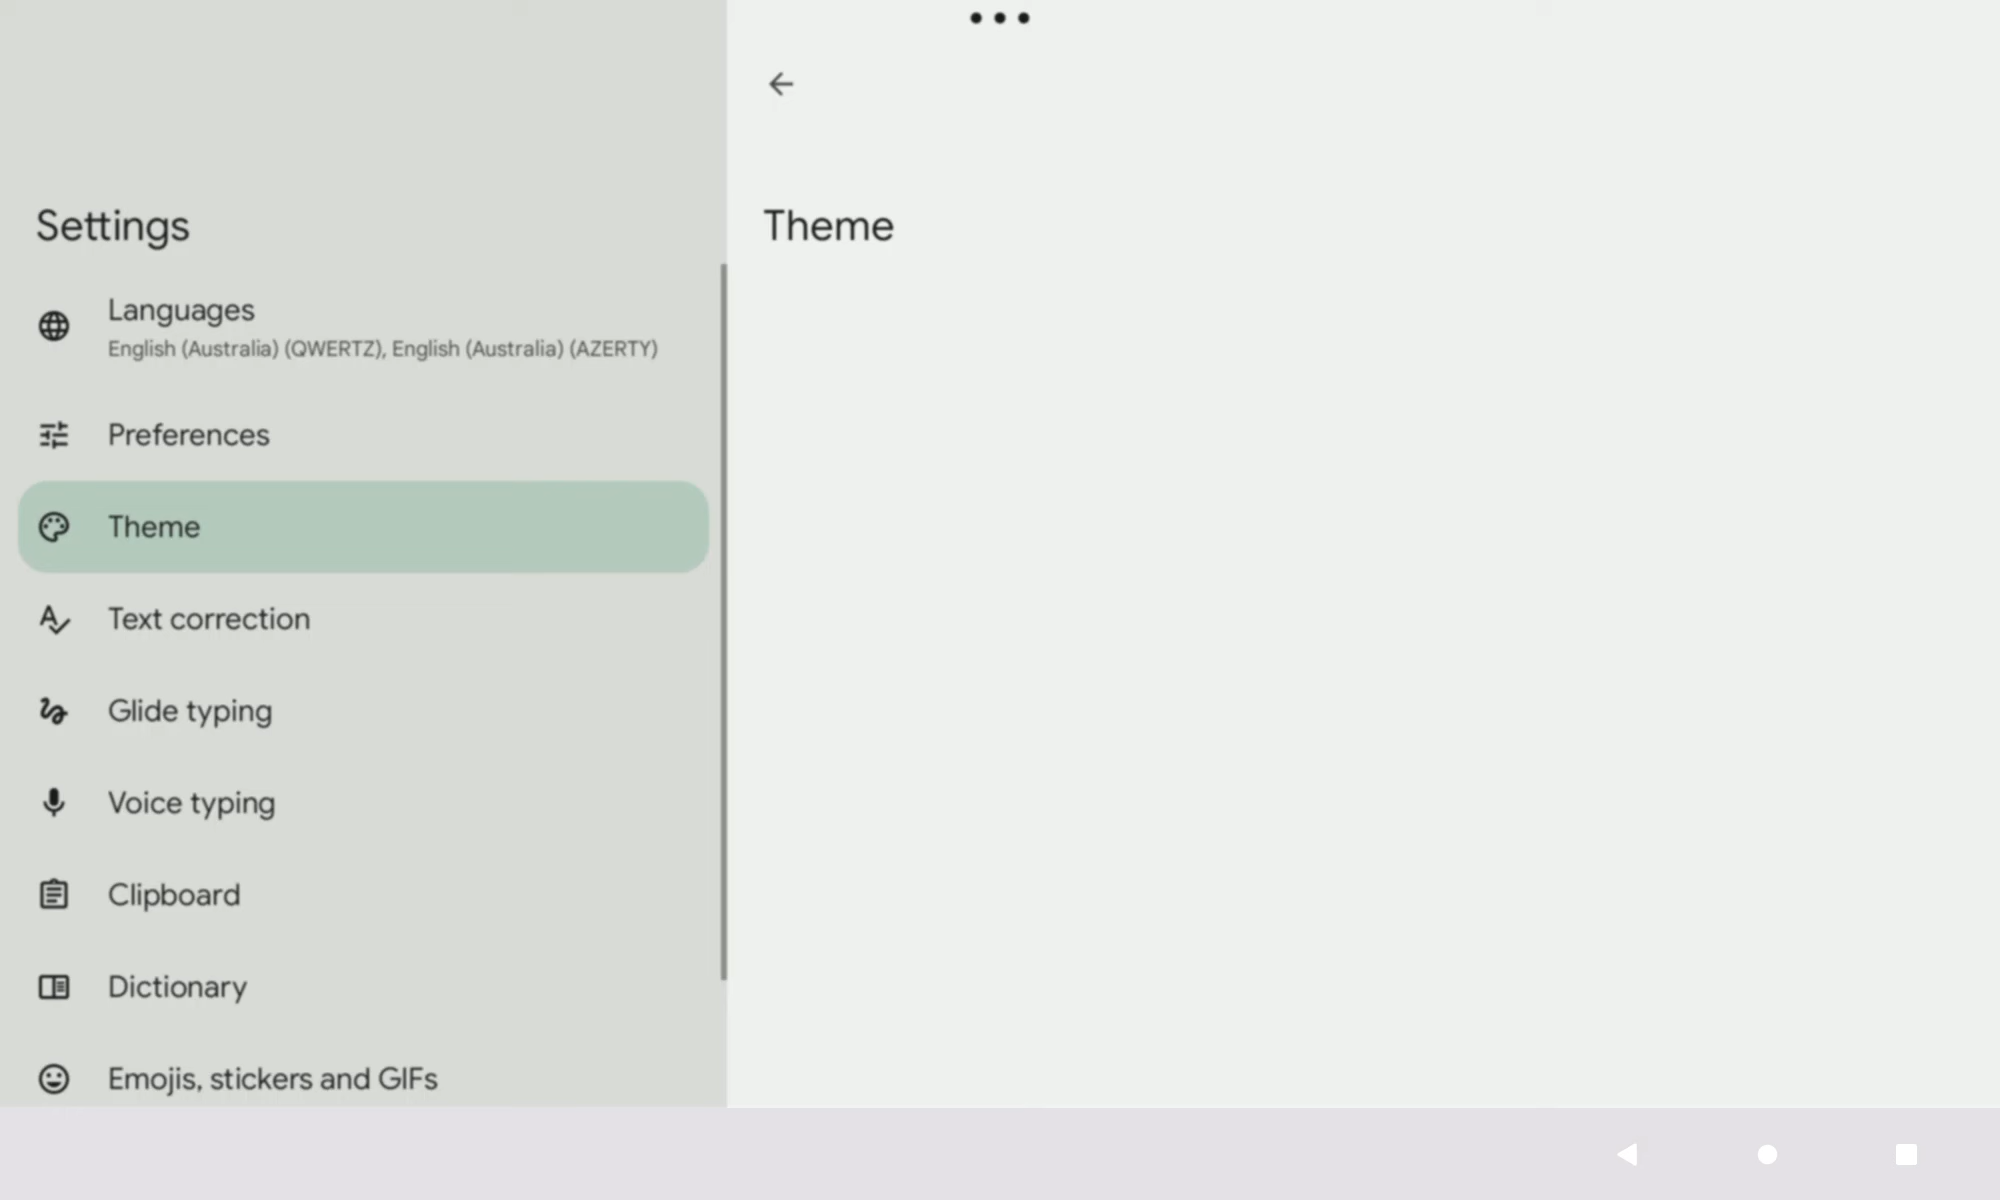 Settings
Languages
English (Australia) (QWERTZ), English (Australia) (AZERTY)
Preferences
Theme
Text correction
Glide typing
Voice typing
Clipboard
Dictionary
Emojis, stickers and GIFs
Theme